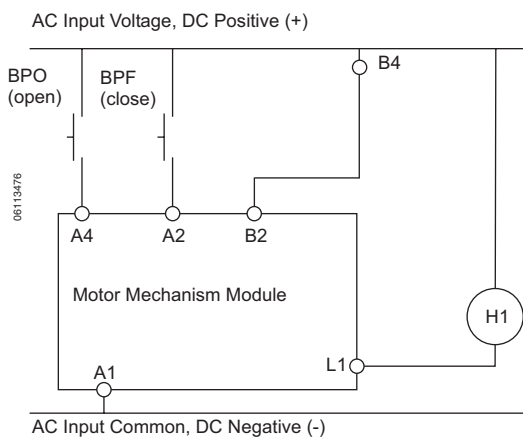 AC Input Voltage, DC Positive (+)
BPO
(open)
BPF
(close)
B4
06113476
A4
A2
B2
Motor Mechanism Module
H1
L1
A1
AC Input Common, DC Negative (-)